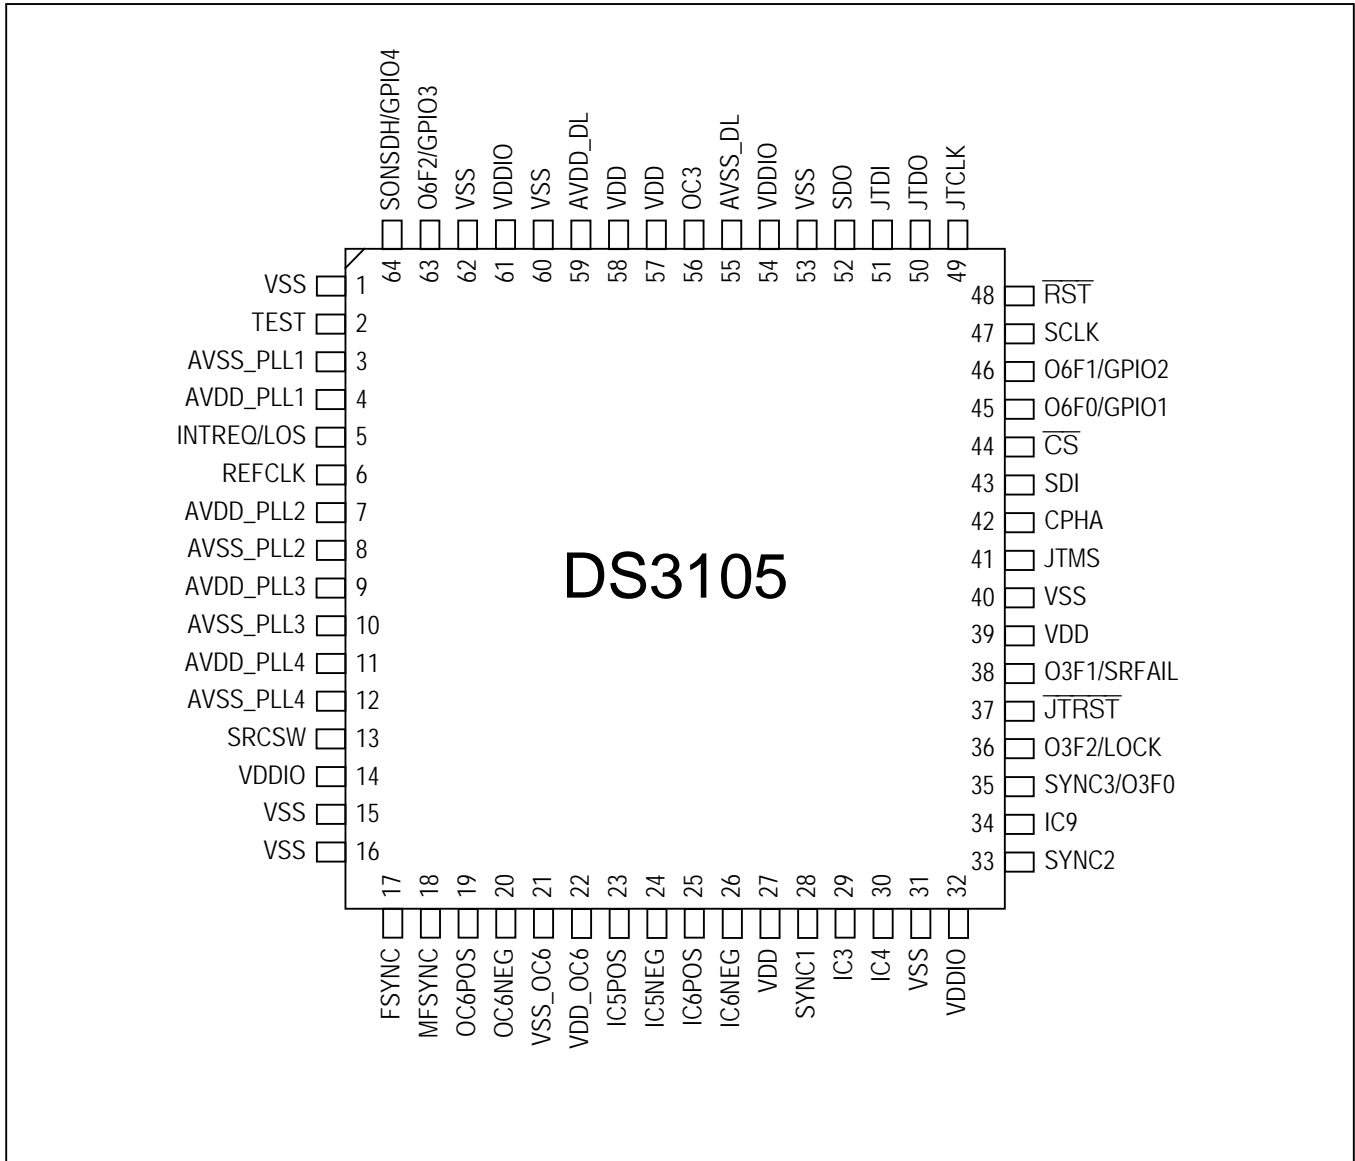 SONSDH/GPIO4
O6F2/GPIO3
VSS
VDDIO
VSS
AVDD_DL
VDD
VDD
OC3
AVSS_DL
VDDIO
VSS
SDO
JTDI
JTDO
JTCLK
64
63
62
61
60
59
58
57
56
55
54
53
52
51
50
49
VSS 1
TEST 2
AVSS_PLL1 3
AVDD_PLL1 4
INTREQ/LOS 5
REFCLK 6
AVDD_PLL2 7
AVSS_PLL2 8
AVDD_PLL3 9
AVSS_PLL3 10
AVDD_PLL4 11
AVSS_PLL4 12
SRCSW 13
VDDIO 14
VSS 15
VSS 16
DS3105
48 RST
47 SCLK
46 O6F1/GPIO2
45 O6F0/GPIO1
44 CS
43 SDI
42 CPHA
41 JTMS
40 VSS
39 VDD
38 O3F1/SRFAIL
37 JTRST
36 O3F2/LOCK
35 SYNC3/O3F0
34 IC9
33 SYNC2
17
18
19
20
21
22
23
24
25
26
27
28
29
30
31
32
FSYNC
MFSYNC
OC6POS
OC6NEG
VSS_OC6
VDD_OC6
IC5POS
IC5NEG
IC6POS
IC6NEG
VDD
SYNC1
IC3
IC4
VSS
VDDIO